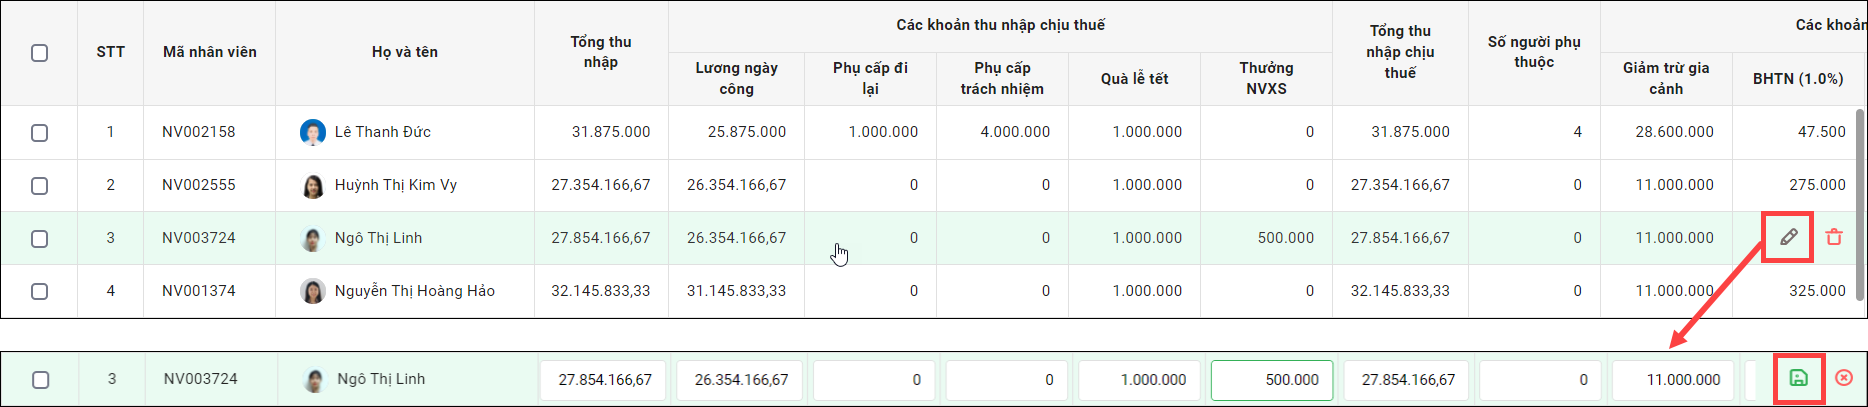 STT
Mã nhân viên
Họ và tên
Tổng thu
nhập
Các khoản thu nhập chịu thuế
Lương ngày
công
Phụ cấp đi
lại
Phụ cấp
trách nhiệm
Quà lễ tết
Thưởng
NVXS
Tổng thu
nhập chịu
thuế
Số người phụ
thuộc
Các khoản
Giảm trừ gia
cảnh
BHTN (1.0%)
1 NV002158 Lê Thanh Đức 31.875.000 25.875.000 1.000.000 4.000.000 1.000.000 0 31.875.000 4 28.600.000 47.500
2 NV002555 Huỳnh Thị Kim Vy 27.354.166,67 26.354.166,67 0 0 1.000.000 0 27.354.166,67 0 11.000.000 275.000
3 NV003724 Ngô Thị Linh 27.854.166,67 26.354.166,67 0 0 1.000.000 500.000 27.854.166,67 0 11.000.000
4 NV001374 Nguyễn Thị Hoàng Hảo 32.145.833,33 31.145.833,33 0 0 1.000.000 0 32.145.833,33 0 11.000.000 325.000
3 NV003724 Ngô Thị Linh 27.854.166,67 26.354.166,67 0 0 1.000.000 500.000 27.854.166,67 0 11.000.000